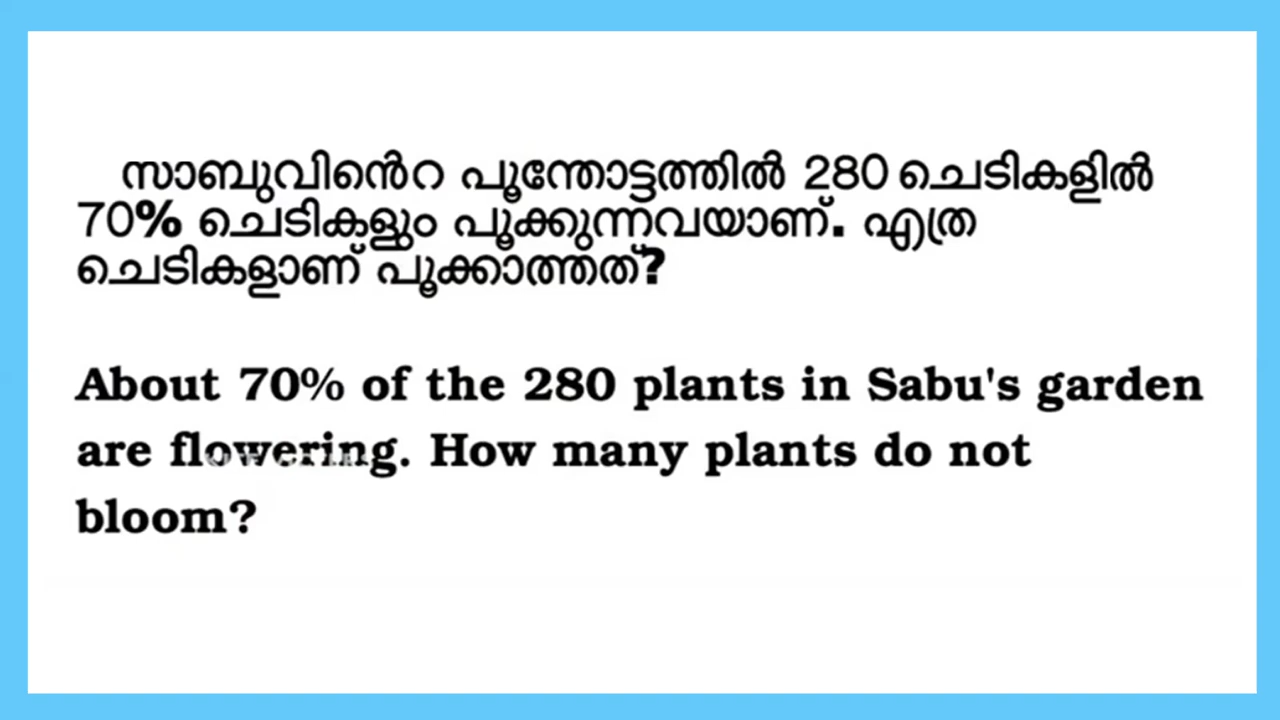 സാബുവിൻെറ പൂന്തോട്ടത്തിൽ 280 ചെടികളിൽ
70% ചെടികളും പൂക്കുന്നവയാണ്. എത്ര
ചെടികളാണ് പൂക്കാത്തത്?
About 70% of the 280 plants in Sabu's garden
are flowering. How many plants do not
bloom?